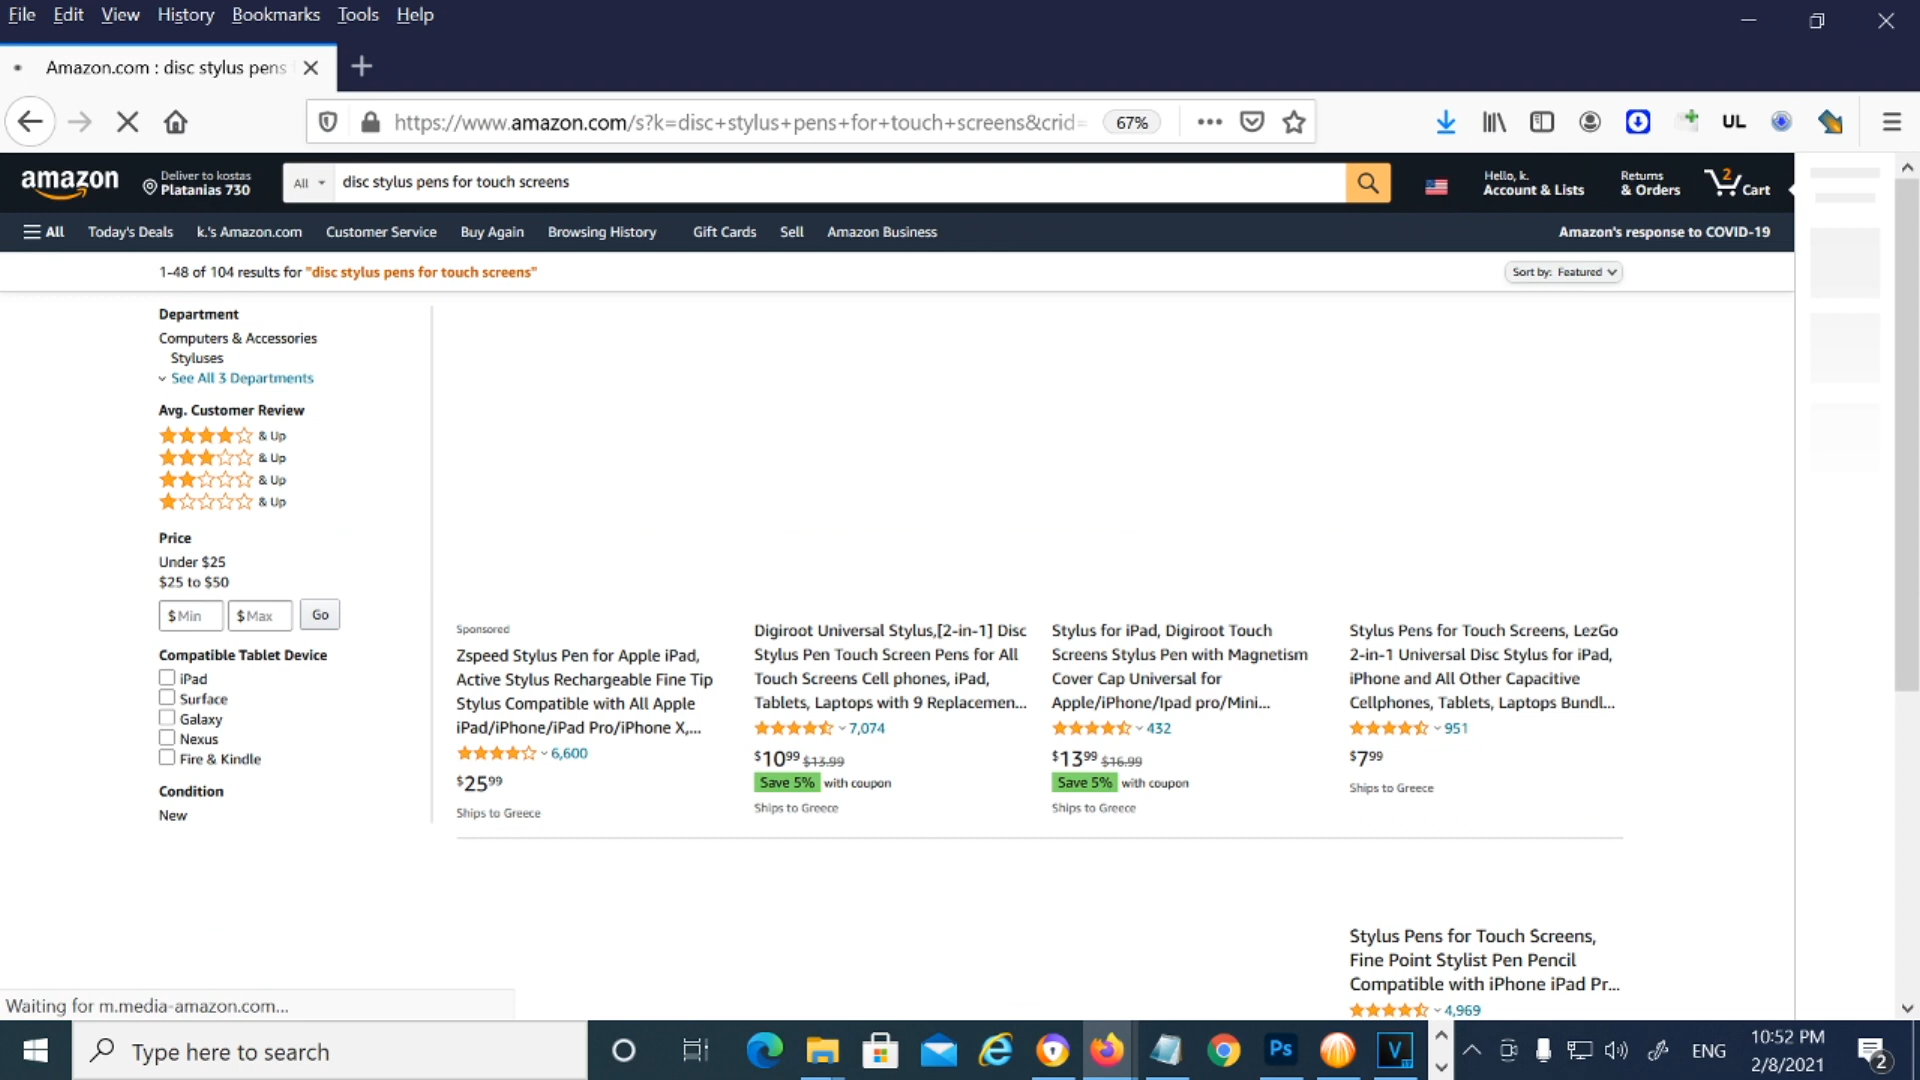 File Edit View History Bookmarks Tools Help
Amazon.com : disc stylus pens
https://www.amazon.com/s?k=disc+stylus+pens+for+touch+screens&crid=
67%
UL
amazon
Deliver to kostas
Platanias 730
All
disc stylus pens for touch screens
Hello, k.
Account & Lists
Returns
& Orders
2
Cart
All Today's Deals k.'s Amazon.com Customer Service Buy Again Browsing History Gift Cards Sell Amazon Business Amazon's response to COVID-19
1-48 of 104 results for "disc stylus pens for touch screens"
Sort by: Featured
Department
Computers & Accessories
Styluses
See All 3 Departments
Avg. Customer Review
& Up
& Up
& Up
& Up
Price
Under $25
$25 to $50
$ Min $ Max Go
Compatible Tablet Device
iPad
Surface
Galaxy
Nexus
Fire & Kindle
Condition
New
Sponsored
Zspeed Stylus Pen for Apple iPad,
Active Stylus Rechargeable Fine Tip
Stylus Compatible with All Apple
iPad/iPhone/iPad Pro/iPhone X,...
6,600
$25.99
Ships to Greece
Digiroot Universal Stylus,[2-in-1] Disc
Stylus Pen Touch Screen Pens for All
Touch Screens Cell phones, iPad,
Tablets, Laptops with 9 Replacemen...
7,074
$10.99 $13.99
Save 5% with coupon
Ships to Greece
Stylus for iPad, Digiroot Touch
Screens Stylus Pen with Magnetism
Cover Cap Universal for
Apple/iPhone/Ipad pro/Mini...
432
$13.99 $16.99
Save 5% with coupon
Ships to Greece
Stylus Pens for Touch Screens, LezGo
2-in-1 Universal Disc Stylus for iPad,
iPhone and All Other Capacitive
Cellphones, Tablets, Laptops Bundl...
951
$7.99
Ships to Greece
Stylus Pens for Touch Screens,
Fine Point Stylist Pen Pencil
Compatible with iPhone iPad Pr...
4,969
Waiting for m.media-amazon.com...
Type here to search
Ps
V
ENG
10:52 PM
2/8/2021
2